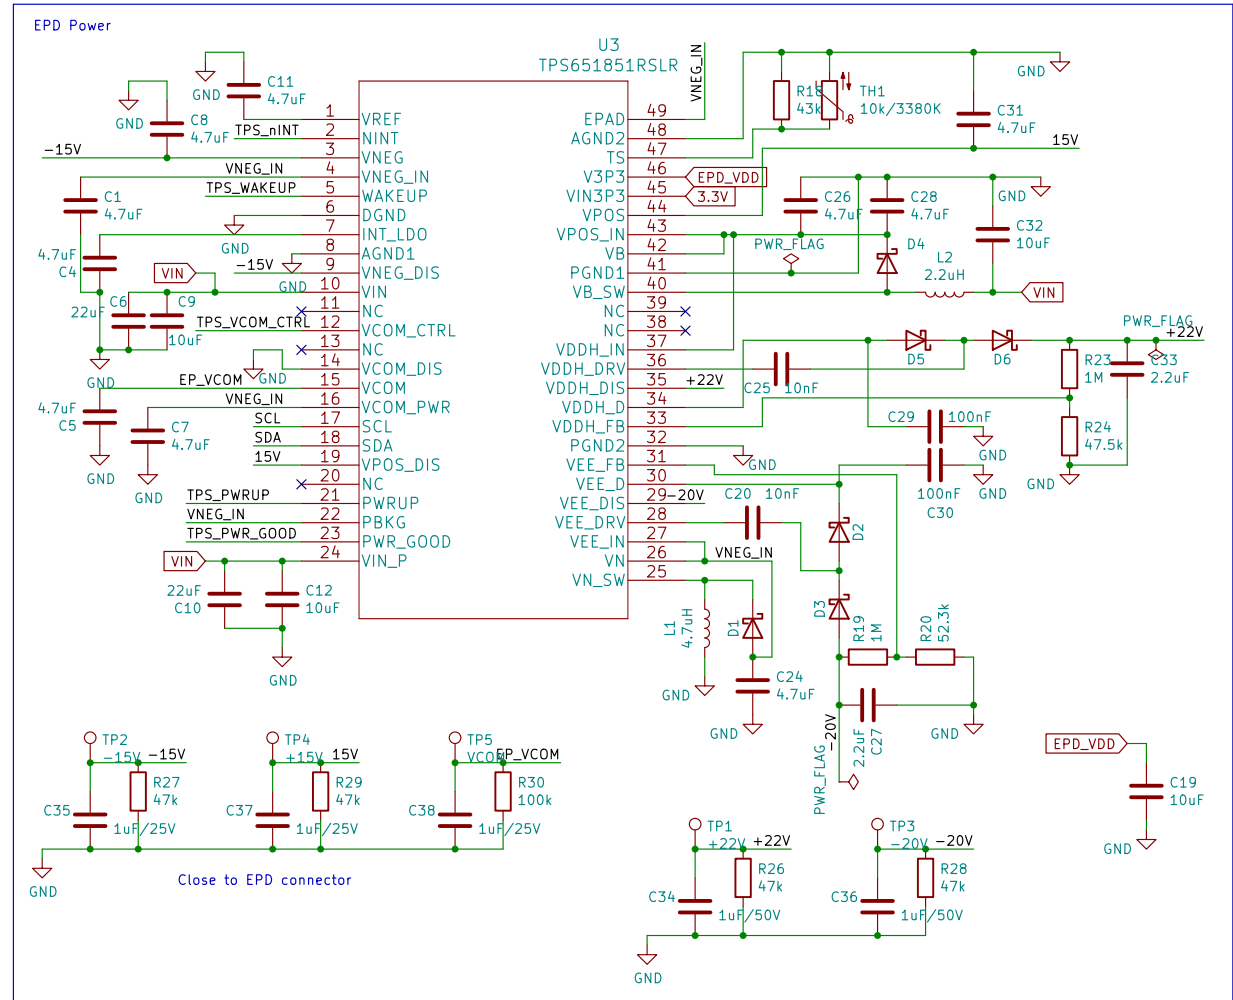 EPD Power
U3
TPS651851RSLR
GND
C11
4.7uF
GND
C8
4.7uF
TPS_nINT
-15V
VNEG_IN
TPS_WAKEUP
C1
4.7uF
GND
4.7uF
C4
-15V
VIN
GND
22uF
C6
C9
10uF
TPS_VCOM_CTRL
GND
GND
EP_VCOM
4.7uF
C5
VNEG_IN
C7
4.7uF
SCL
SDA
15V
GND
GND
TPS_PWRUP
VNEG_IN
TPS_PWR_GOOD
VIN
22uF
C10
C12
10uF
GND
1 VREF
2 NINT
3 VNEG
4 VNEG_IN
5 WAKEUP
6 DGND
7 INT_LDO
8 AGND1
9 VNEG_DIS
10 VIN
11 NC
12 VCOM_CTRL
13 NC
14 VCOM_DIS
15 VCOM
16 VCOM_PWR
17 SCL
18 SDA
19 VPOS_DIS
20 NC
21 PWRUP
22 PBKG
23 PWR_GOOD
24 VIN_P
EPAD 49
AGND2 48
TS 47
V3P3 46
VIN3P3 45
VPOS 44
VPOS_IN 43
VB 42
PGND1 41
VB_SW 40
NC 39
NC 38
VDDH_IN 37
VDDH_DRV 36
VDDH_DIS 35
VDDH_D 34
VDDH_FB 33
PGND2 32
VEE_FB 31
VEE_D 30
VEE_DIS 29
VEE_DRV 28
VEE_IN 27
VN 26
VN_SW 25
VNEG_IN
R18
43k
TH1
10k/3380K
GND
C31
4.7uF
15V
EPD_VDD
3.3V
C26
4.7uF
C28
4.7uF
GND
C32
10uF
PWR_FLAG
D4
L2
2.2uH
VIN
PWR_FLAG
+22V
D5
D6
R23
1M
C33
2.2uF
C25
10nF
+22V
C29
100nF
GND
R24
47.5k
GND
GND
100nF
C30
GND
-20V
C20
10nF
D2
VNEG_IN
D3
L1
4.7uH
D1
R19
1M
R20
52.3k
C24
4.7uF
GND
GND
-20V
2.2uF
C27
GND
PWR_FLAG
TP2
-15V
-15V
R27
47k
C35
1uF/25V
TP4
+15V
15V
R29
47k
C37
1uF/25V
TP5
VCOM
EP_VCOM
R30
100k
C38
1uF/25V
GND
Close to EPD connector
TP1
+22V
+22V
R26
47k
C34
1uF/50V
TP3
-20V
-20V
R28
47k
C36
1uF/50V
GND
EPD_VDD
C19
10uF
GND